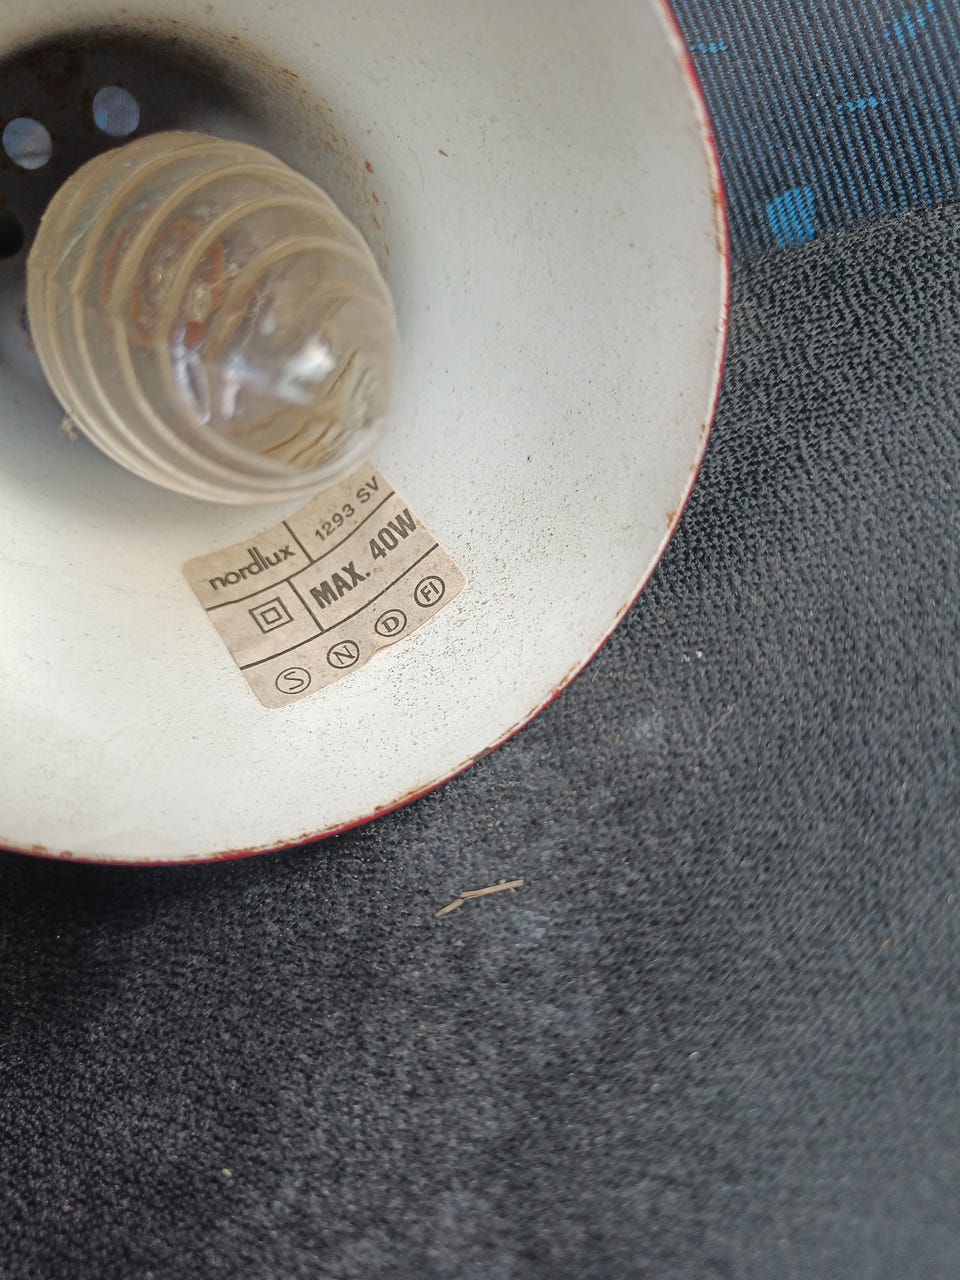 nordlux 1293 SV
MAX. 40W
S N D FI